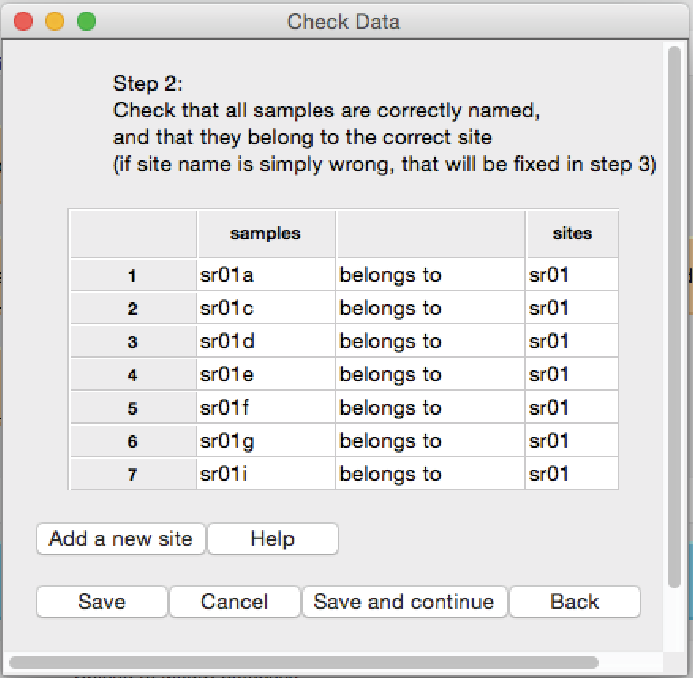 Check Data
Step 2:
Check that all samples are correctly named,
and that they belong to the correct site
(if site name is simply wrong, that will be fixed in step 3)
samples sites
1 sr01a belongs to sr01
2 sr01c belongs to sr01
3 sr01d belongs to sr01
4 sr01e belongs to sr01
5 sr01f belongs to sr01
6 sr01g belongs to sr01
7 sr01i belongs to sr01
Add a new site Help
Save Cancel Save and continue Back